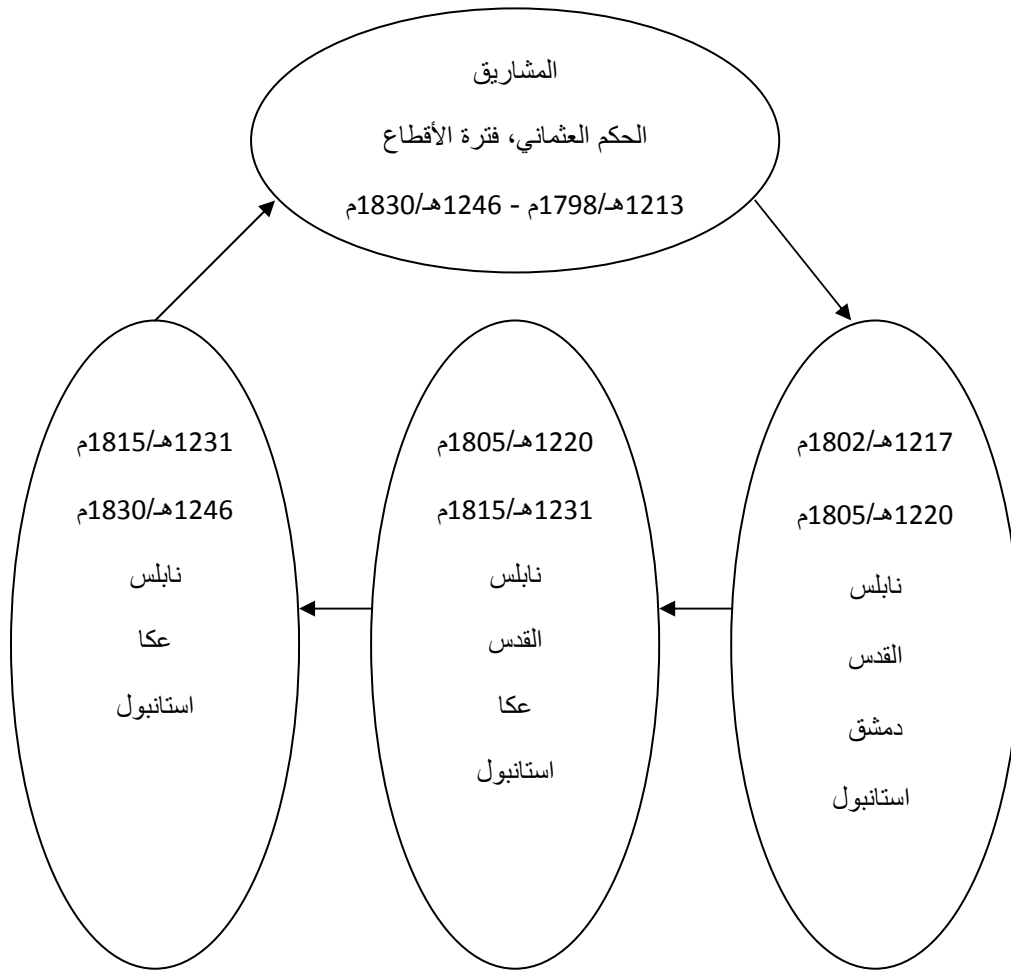 المشاريق
الحكم العثماني، فترة الأقطاع
1213هـ/1798م - 1246هـ/1830م
1217هـ/1802م
1220هـ/1805م
نابلس
القدس
دمشق
استانبول
1220هـ/1805م
1231هـ/1815م
نابلس
القدس
عكا
استانبول
1231هـ/1815م
1246هـ/1830م
نابلس
عكا
استانبول